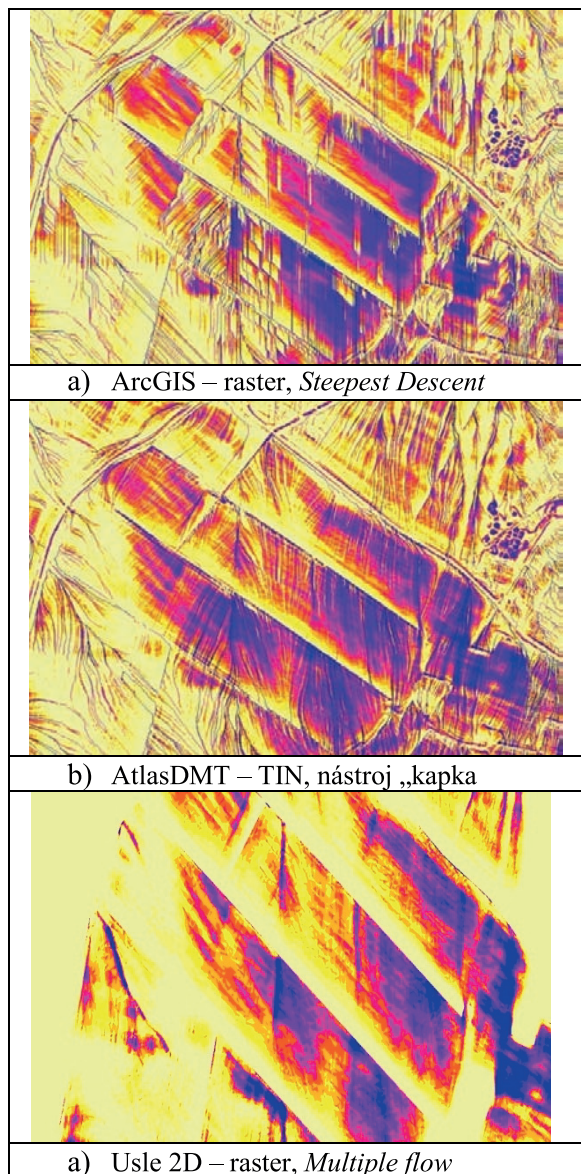 a) ArcGIS – raster, Steepest Descent
b) AtlasDMT – TIN, nástroj „kapka
a) Usle 2D – raster, Multiple flow